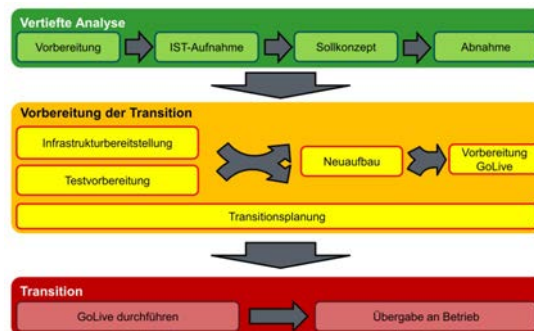 Vertiefte Analyse
Vorbereitung
IST-Aufnahme
Sollkonzept
Abnahme
Vorbereitung der Transition
Infrastrukturbereitstellung
Testvorbereitung
Neuaufbau
Vorbereitung
GoLive
Transitionsplanung
Transition
GoLive durchführen
Übergabe an Betrieb